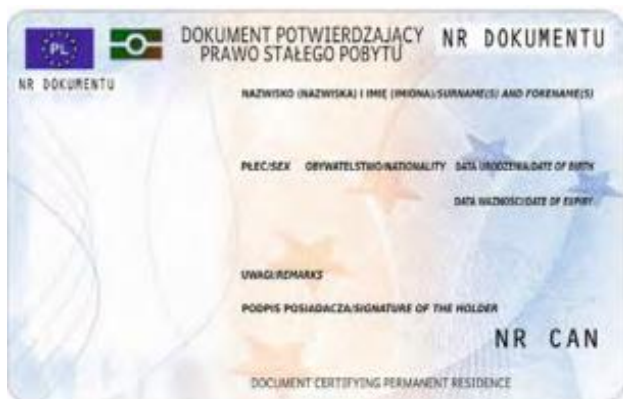 PL
DOKUMENT POTWIERDZAJĄCY
PRAWO STAŁEGO POBYTU
NR DOKUMENTU
NR DOKUMENTU
NAZWISKO (NAZWISKA) I IMIĘ (IMIONA)/SURNAME(S) AND FORENAME(S)
PŁEC/SEX OBYWATELSTWO/NATIONALITY DATA URODZENIA/DATE OF BIRTH
DATA WAŻNOŚCI/DATE OF EXPIRY
UWAGI/REMARKS
PODPIS POSIADACZA/SIGNATURE OF THE HOLDER
NR CAN
DOCUMENT CERTIFYING PERMANENT RESIDENCE